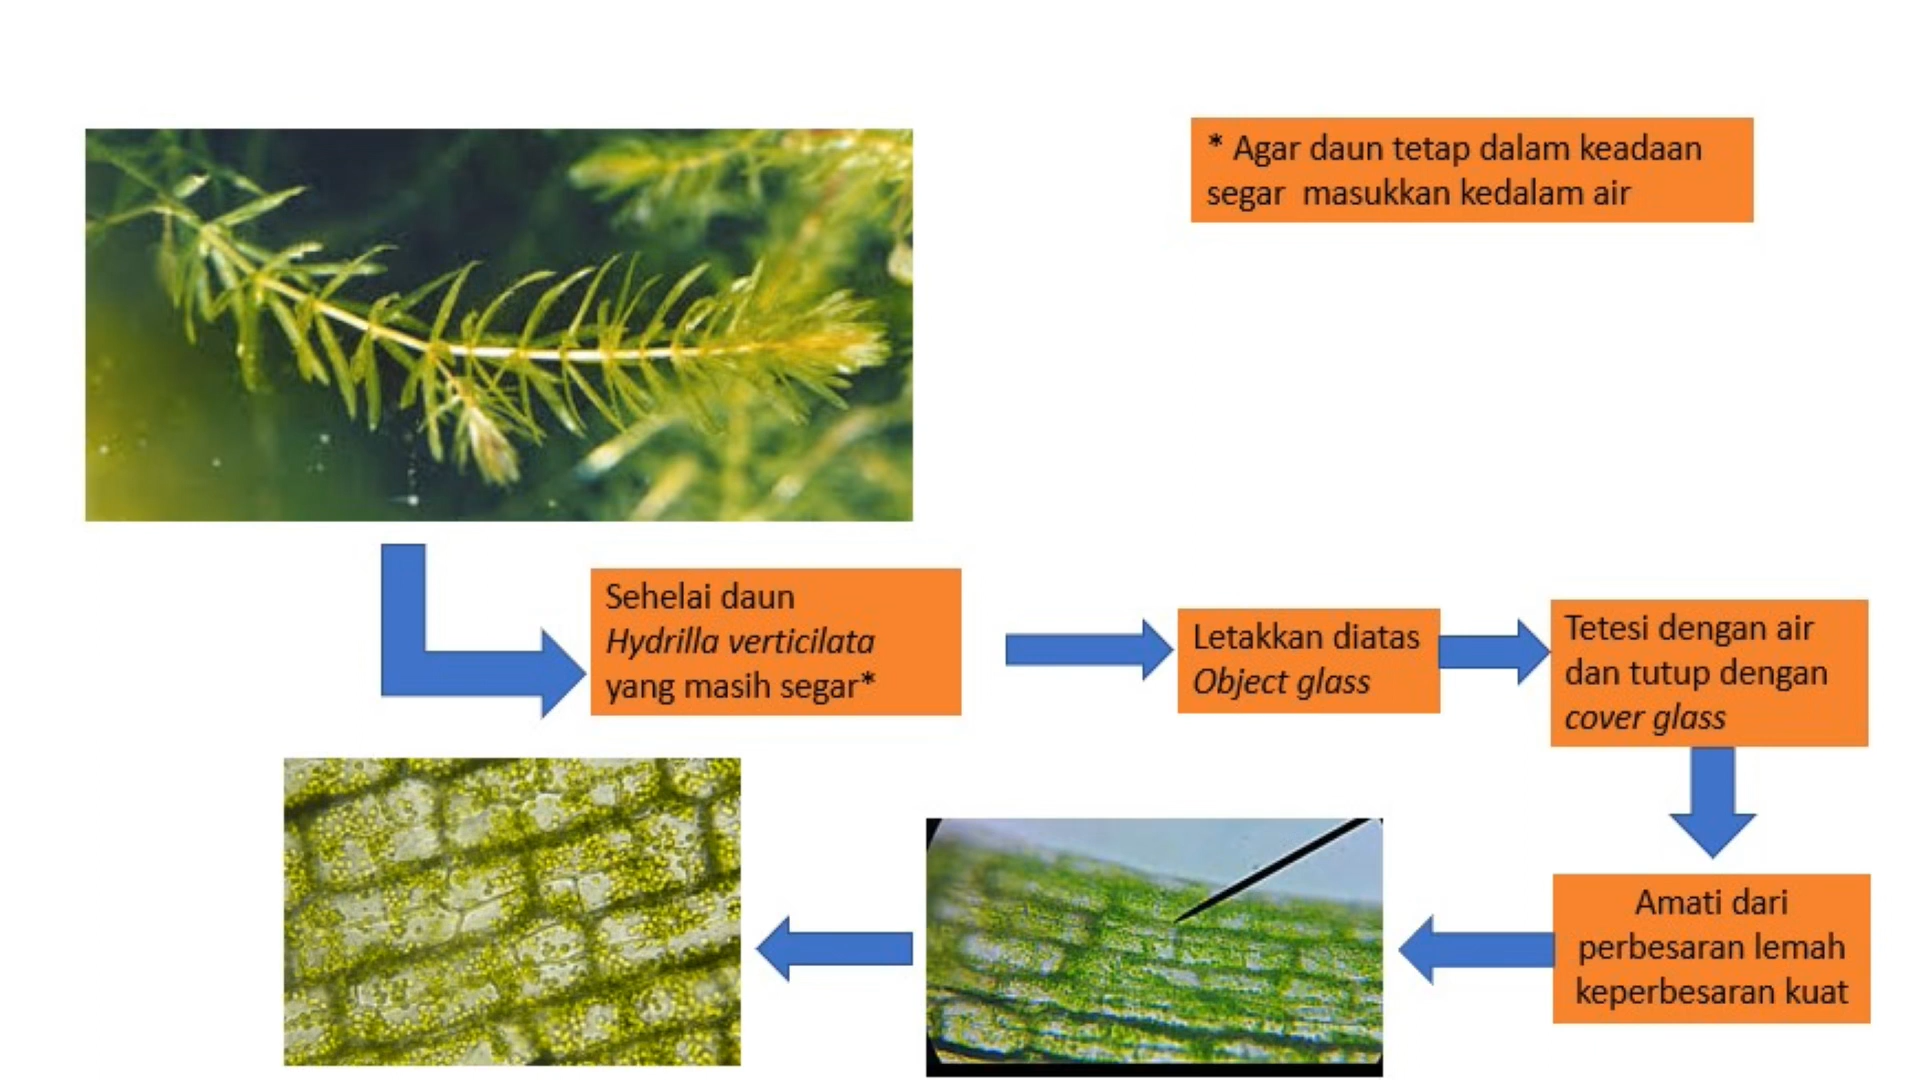 * Agar daun tetap dalam keadaan
segar  masukkan kedalam air
Sehelai daun
Hydrilla verticilata
yang masih segar*
Letakkan diatas
Object glass
Tetesi dengan air
dan tutup dengan
cover glass
Amati dari
perbesaran lemah
keperbesaran kuat